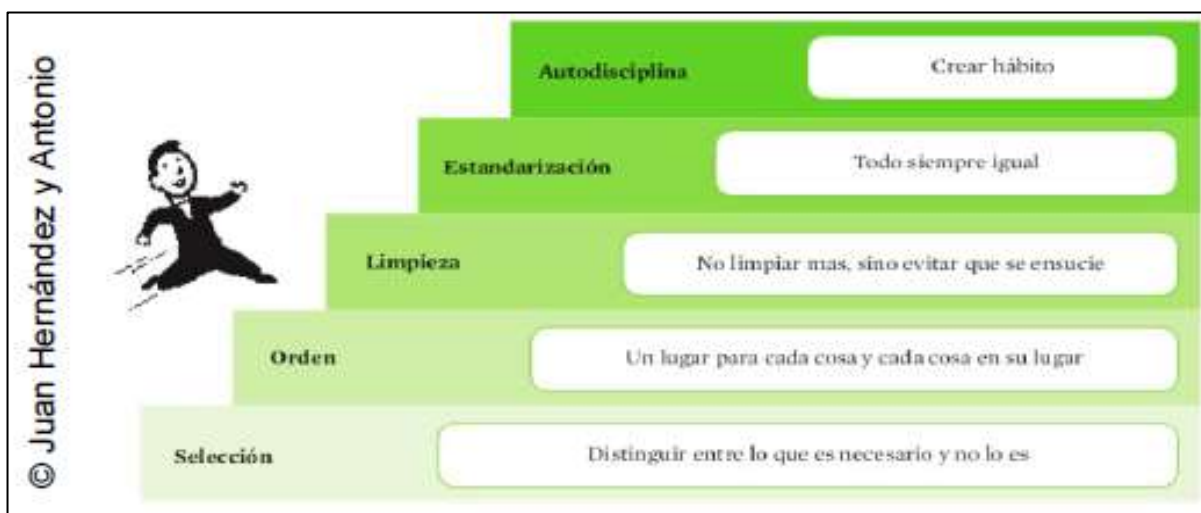 © Juan Hernández y Antonio
Autodisciplina
Crear hábito
Estandarización
Todo siempre igual
Limpieza
No limpiar mas, sino evitar que se ensucie
Orden
Un lugar para cada cosa y cada cosa en su lugar
Selección
Distinguir entre lo que es necesario y no lo es